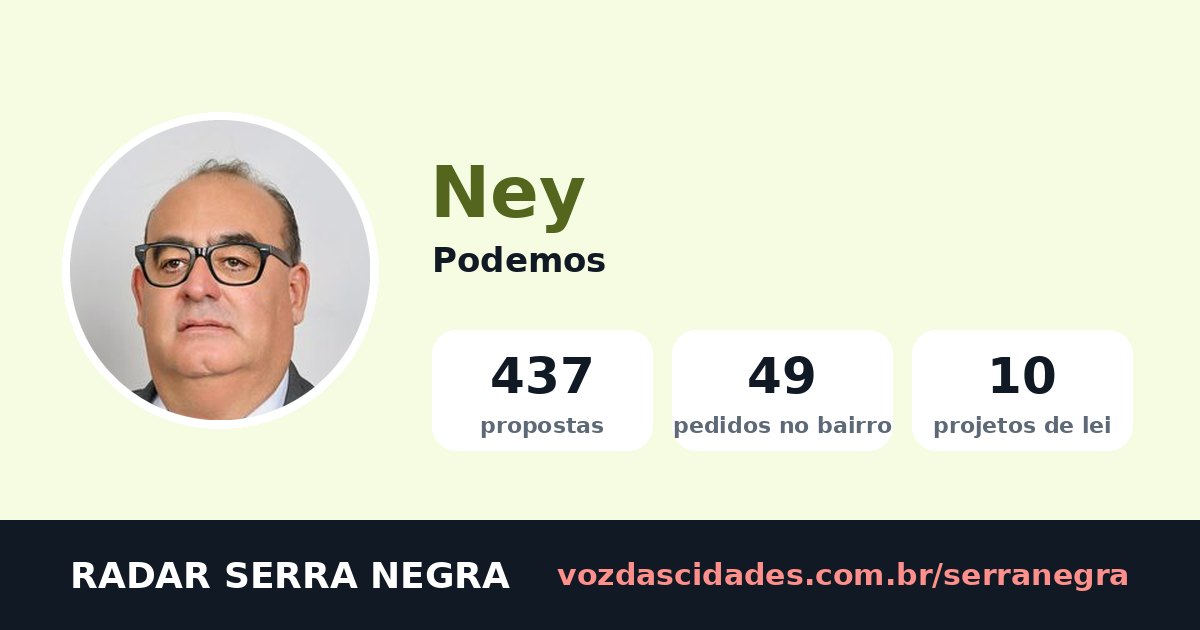 Ney
Podemos
437
propostas
49
pedidos no bairro
10
projetos de lei
RADAR SERRA NEGRA
vozdascidades.com.br/serranegra